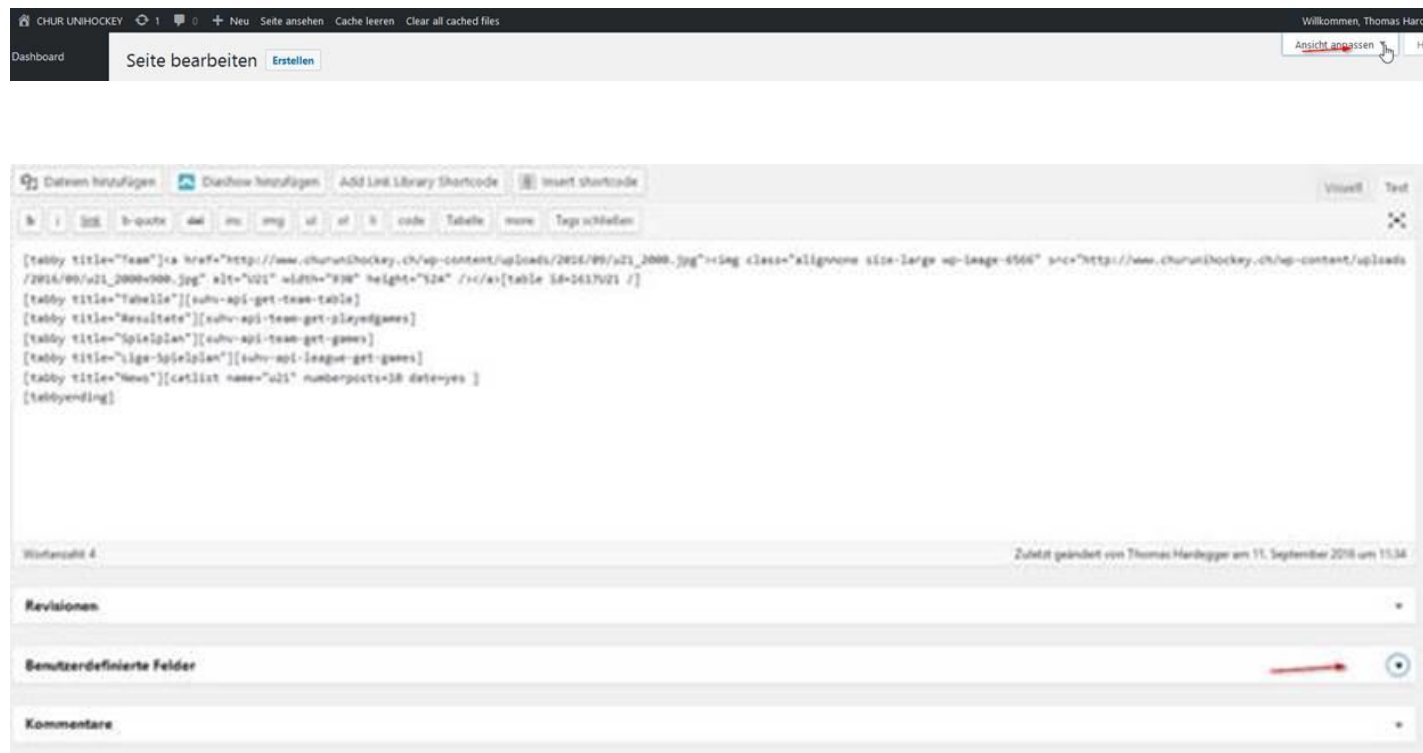 CHUR UNIHOCKEY 1 0 + Neu Seite ansehen Cache leeren Clear all cached files Willkommen, Thomas Hard
Dashboard Seite bearbeiten Erstellen Ansicht anpassen H
Dateien hinzufügen Diashow hinzufügen Add Link Library Shortcode Insert shortcode Visuell Text
b i link b-quote del ins img ul ol li code Tabelle more Tags schließen
[tabby title="Team"]<a href="http://www.churunihockey.ch/wp-content/uploads/2016/09/u21_2000.jpg"><img class="alignnone size-large wp-image-6566" src="http://www.churunihockey.ch/wp-content/uploads
/2016/09/u21_2000x900.jpg" alt="U21" width="930" height="524" /></a>[table id=1617U21 /]
[tabby title="Tabelle"][suhv-api-get-team-table]
[tabby title="Resultate"][suhv-api-team-get-playedgames]
[tabby title="Spielplan"][suhv-api-team-get-games]
[tabby title="Liga-Spielplan"][suhv-api-league-get-games]
[tabby title="News"][catlist name="u21" numberposts=10 date=yes ]
[tabbyending]
Wortanzahl: 4 Zuletzt geändert von Thomas Hardegger am 11. September 2016 um 11:34
Revisionen
Benutzerdefinierte Felder
Kommentare